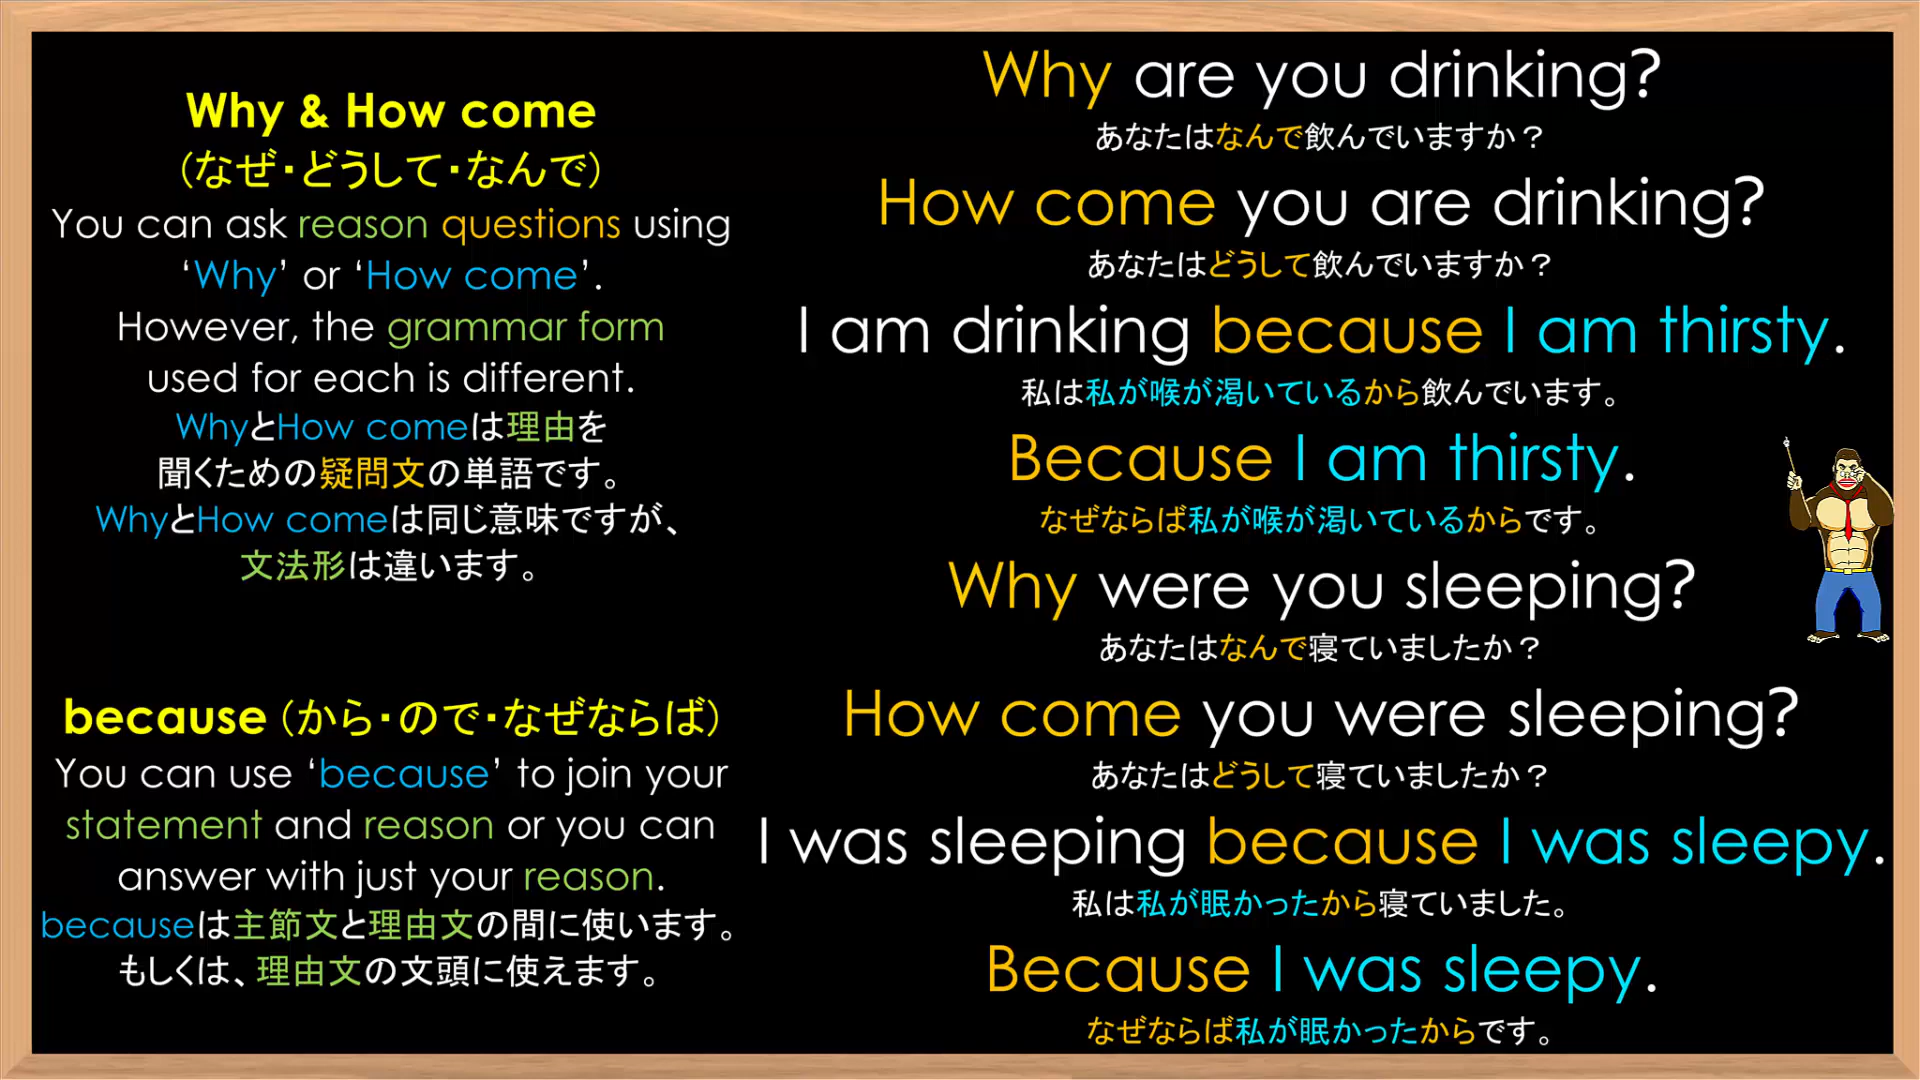 Why & How come
(なぜ・どうして・なんで)
You can ask reason questions using
‘Why’ or ‘How come’.
However, the grammar form
used for each is different.
WhyとHow comeは理由を
聞くための疑問文の単語です。
WhyとHow comeは同じ意味ですが、
文法形は違います。
because (から・ので・なぜならば)
You can use ‘because’ to join your
statement and reason or you can
answer with just your reason.
becauseは主節文と理由文の間に使います。
もしくは、理由文の文頭に使えます。
Why are you drinking?
あなたはなんで飲んでいますか？
How come you are drinking?
あなたはどうして飲んでいますか？
I am drinking because I am thirsty.
私は私が喉が渇いているから飲んでいます。
Because I am thirsty.
なぜならば私が喉が渇いているからです。
Why were you sleeping?
あなたはなんで寝ていましたか？
How come you were sleeping?
あなたはどうして寝ていましたか？
I was sleeping because I was sleepy.
私は私が眠かったから寝ていました。
Because I was sleepy.
なぜならば私が眠かったからです。